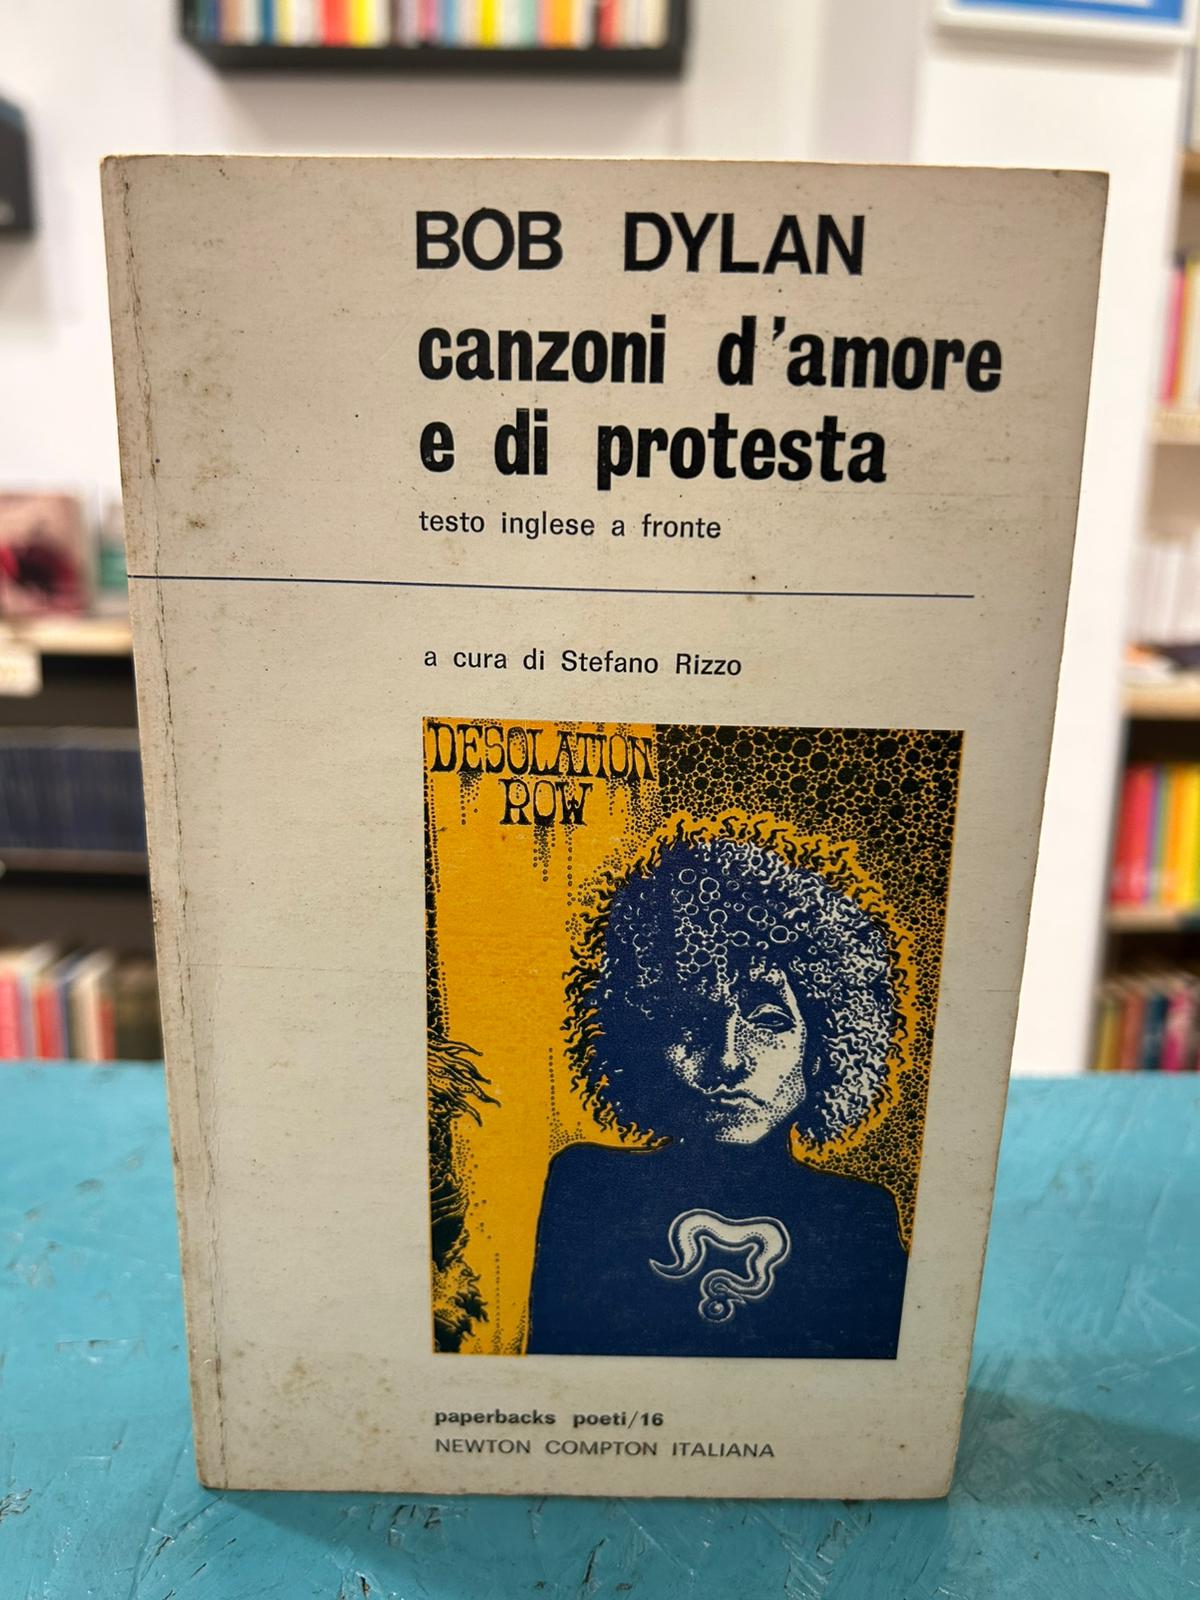 BOB DYLAN
canzoni d'amore
e di protesta
testo inglese a fronte
a cura di Stefano Rizzo
DESOLATION
ROW
paperbacks poeti/16
NEWTON COMPTON ITALIANA